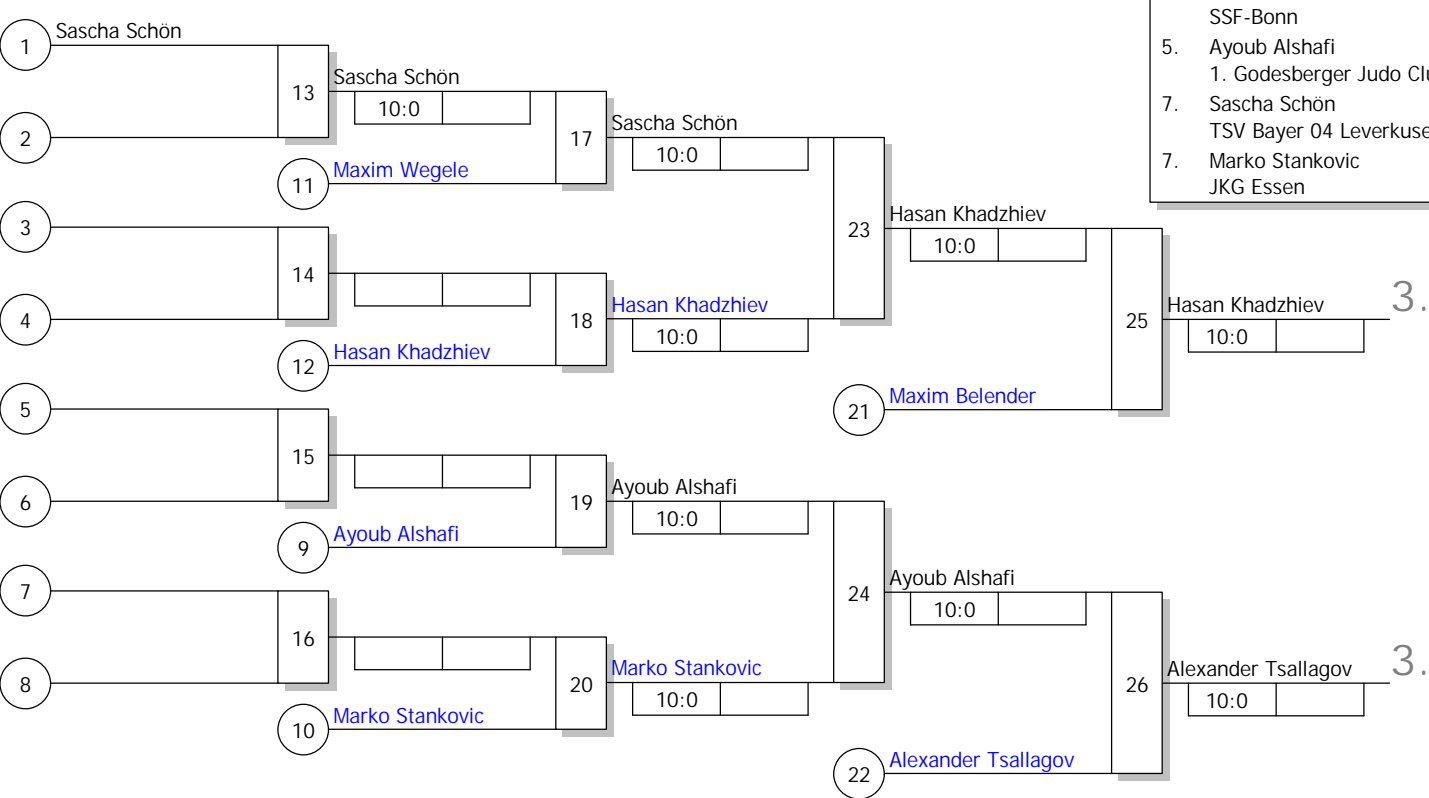 SSF-Bonn
5. Ayoub Alshafi
1. Godesberger Judo Clu
7. Sascha Schön
TSV Bayer 04 Leverkuse
7. Marko Stankovic
JKG Essen
1 Sascha Schön
13 Sascha Schön
10:0
2
17 Sascha Schön
10:0
11 Maxim Wegele
3
23 Hasan Khadzhiev
10:0
14
4
18 Hasan Khadzhiev
10:0
12 Hasan Khadzhiev
25 Hasan Khadzhiev 3.
10:0
21 Maxim Belender
5
15
6
19 Ayoub Alshafi
10:0
9 Ayoub Alshafi
7
24 Ayoub Alshafi
10:0
16
8
20 Marko Stankovic
10:0
10 Marko Stankovic
26 Alexander Tsallagov 3.
10:0
22 Alexander Tsallagov